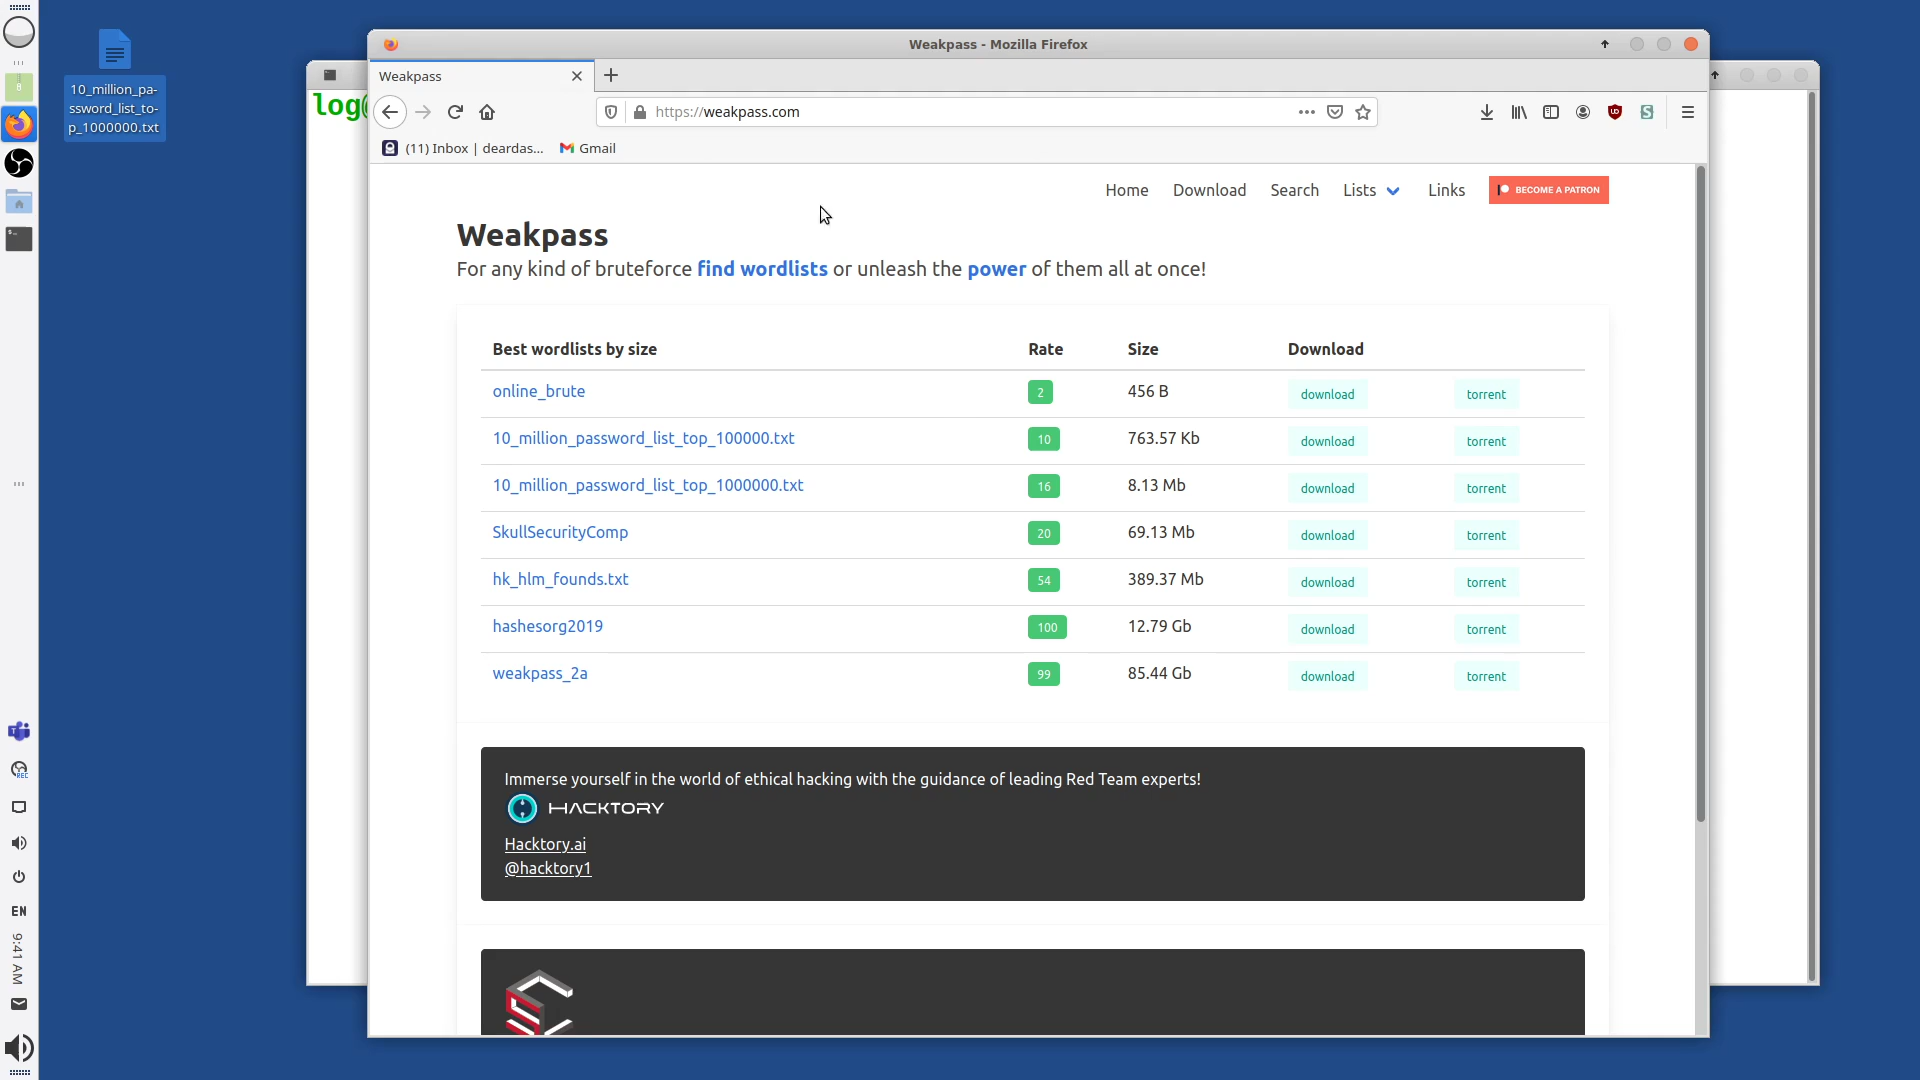 Weakpass - Mozilla Firefox
Weakpass
10_million_pa-
ssword_list_to-
p_1000000.txt
log@
https://weakpass.com
(11) Inbox | deardas...
Gmail
Home
Download
Search
Lists
Links
BECOME A PATRON
Weakpass
For any kind of bruteforce find wordlists or unleash the power of them all at once!
Best wordlists by size Rate Size Download
online_brute 2 456 B download torrent
10_million_password_list_top_100000.txt 10 763.57 Kb download torrent
10_million_password_list_top_1000000.txt 16 8.13 Mb download torrent
SkullSecurityComp 20 69.13 Mb download torrent
hk_hlm_founds.txt 54 389.37 Mb download torrent
hashesorg2019 100 12.79 Gb download torrent
weakpass_2a 99 85.44 Gb download torrent
Immerse yourself in the world of ethical hacking with the guidance of leading Red Team experts!
HACKTORY
Hacktory.ai
@hacktory1
REC
EN
9:41 AM